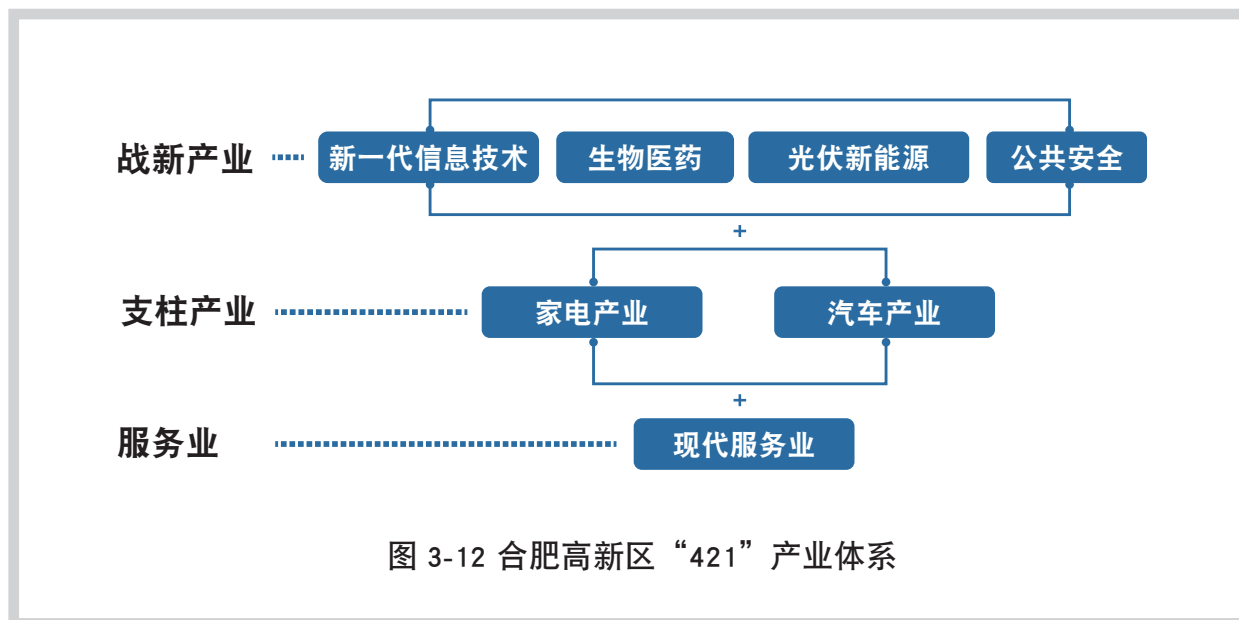 战新产业 新一代信息技术 生物医药 光伏新能源 公共安全
+
支柱产业 家电产业 汽车产业
+
服务业 现代服务业
图 3-12 合肥高新区“421”产业体系